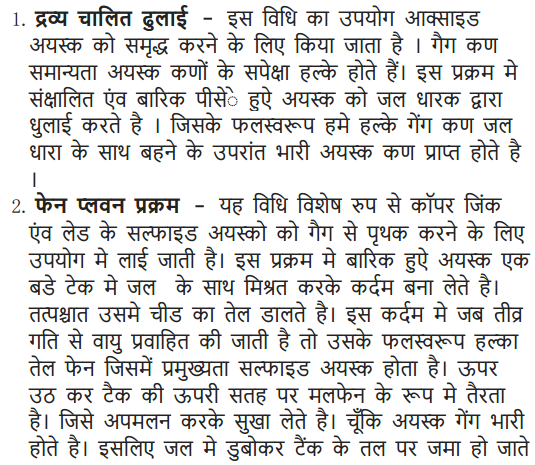 1. द्रव्य चालित ढुलाई - इस विधि का उपयोग आक्साइड
अयस्क को समृद्ध करने के लिए किया जाता है । गैग कण
समान्यता अयस्क कणों के सपेक्षा हल्के होते हैं। इस प्रक्रम मे
संक्षालित एंव बारिक पीसेे हुऐ अयस्क को जल धारक द्वारा
धुलाई करते है । जिसके फलस्वरूप हमे हल्के गेंग कण जल
धारा के साथ बहने के उपरांत भारी अयस्क कण प्राप्त होते है
।
2. फेन प्लवन प्रक्रम - यह विधि विशेष रुप से कॉपर जिंक
एंव लेड के सल्फाइड अयस्को को गैग से पृथक करने के लिए
उपयोग मे लाई जाती है। इस प्रक्रम मे बारिक हुऐ अयस्क एक
बडे टेक मे जल के साथ मिश्रत करके कर्दम बना लेते है।
तत्पश्चात उसमे चीड का तेल डालते है। इस कर्दम मे जब तीव्र
गति से वायु प्रवाहित की जाती है तो उसके फलस्वरूप हल्का
तेल फेन जिसमें प्रमुख्यता सल्फाइड अयस्क होता है। ऊपर
उठ कर टैक की ऊपरी सतह पर मलफेन के रूप मे तैरता
है। जिसे अपमलन करके सुखा लेते है। चूँकि अयस्क गेंग भारी
होते है। इसलिए जल मे डुबोकर टैंक के तल पर जमा हो जाते